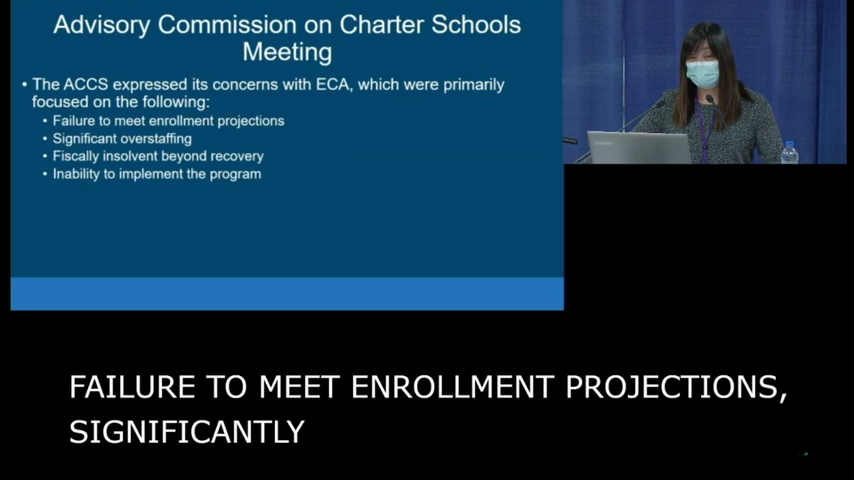 Advisory Commission on Charter Schools
Meeting
• The ACCS expressed its concerns with ECA, which were primarily
focused on the following:
• Failure to meet enrollment projections
• Significant overstaffing
• Fiscally insolvent beyond recovery
• Inability to implement the program
FAILURE TO MEET ENROLLMENT PROJECTIONS,
SIGNIFICANTLY